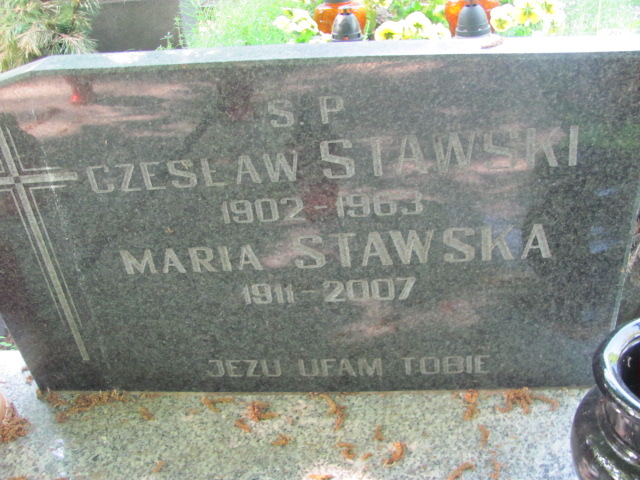 S.P
CZESŁAW STAWSKI
1902-1963
MARIA STAWSKA
1911-2007
JEZU UFAM TOBIE